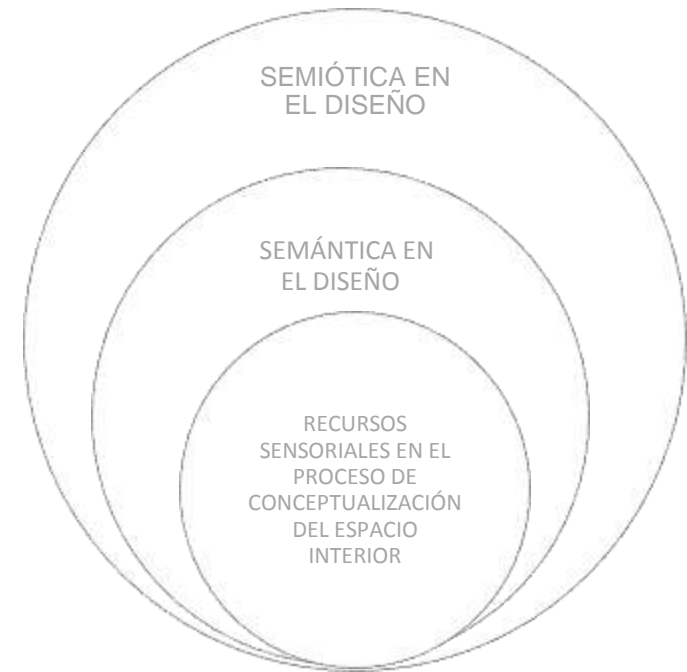 SEMIÓTICA EN
EL DISEÑO
SEMÁNTICA EN
EL DISEÑO
RECURSOS
SENSORIALES EN EL
PROCESO DE
CONCEPTUALIZACIÓN
DEL ESPACIO
INTERIOR